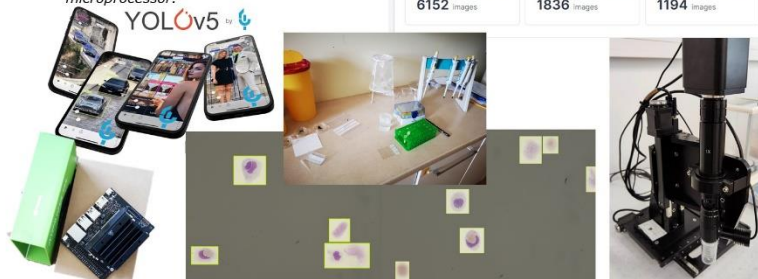 microprocessor.
YOLOv5 by
6152 images
1836 images
1194 images